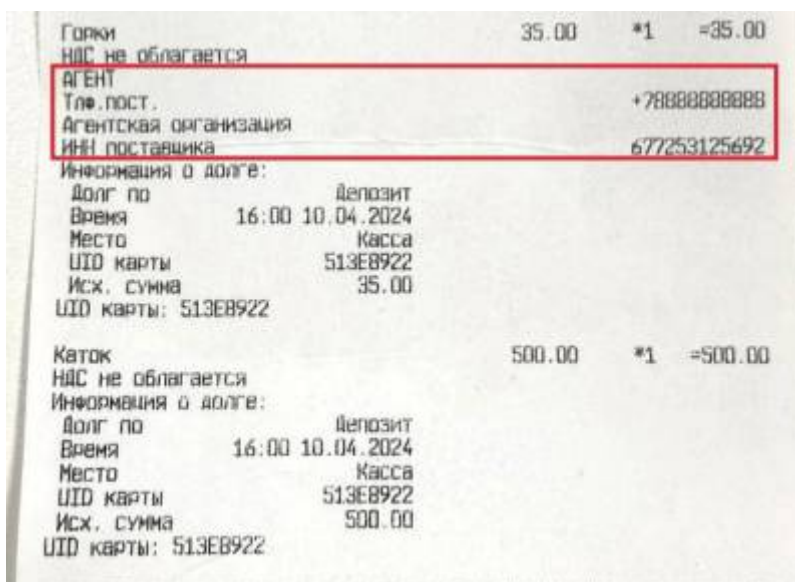 Горки 35.00 *1 =35.00
НДС не облагается
АГЕНТ
Тлф.пост. +78888888888
Агентская организация
ИНН поставщика 677253125692
Информация о долге:
Долг по Депозит
Время 16:00 10.04.2024
Место Касса
UID карты 513E8922
Исх. сумма 35.00
UID карты: 513E8922
Каток 500.00 *1 =500.00
НДС не облагается
Информация о долге:
Долг по Депозит
Время 16:00 10.04.2024
Место Касса
UID карты 513E8922
Исх. сумма 500.00
UID карты: 513E8922